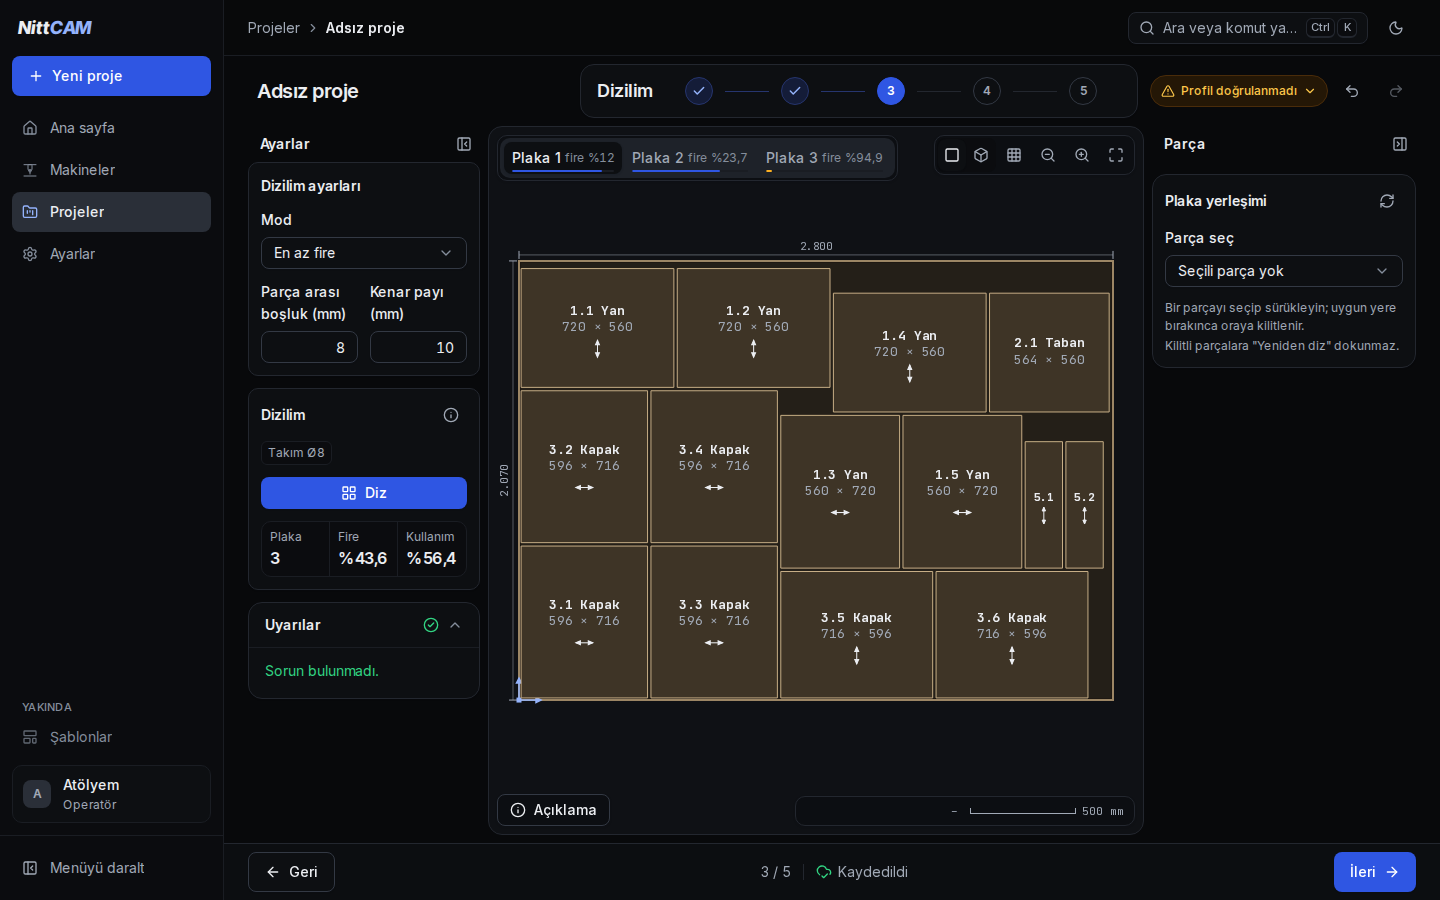 NittCAM
Yeni proje
Ana sayfa
Makineler
Projeler
Ayarlar
YAKINDA
Şablonlar
A
Atölyem
Operatör
Menüyü daralt
Projeler > Adsız proje
Ara veya komut ya... Ctrl K
Adsız proje
Dizilim 3 4 5
Profil doğrulanmadı
Ayarlar
Dizilim ayarları
Mod
En az fire
Parça arası boşluk (mm)
Kenar payı (mm)
8
10
Dizilim
Takım Ø8
Diz
Plaka
3
Fire
%43,6
Kullanım
%56,4
Uyarılar
Sorun bulunmadı.
Plaka 1 fire %12
Plaka 2 fire %23,7
Plaka 3 fire %94,9
2.800
2.070
1.1 Yan
720 × 560
1.2 Yan
720 × 560
1.4 Yan
720 × 560
2.1 Taban
564 × 560
3.2 Kapak
596 × 716
3.4 Kapak
596 × 716
1.3 Yan
560 × 720
1.5 Yan
560 × 720
5.1
5.2
3.1 Kapak
596 × 716
3.3 Kapak
596 × 716
3.5 Kapak
716 × 596
3.6 Kapak
716 × 596
Açıklama
– 500 mm
Parça
Plaka yerleşimi
Parça seç
Seçili parça yok
Bir parçayı seçip sürükleyin; uygun yere
bırakınca oraya kilitlenir.
Kilitli parçalara "Yeniden diz" dokunmaz.
Geri
3 / 5
Kaydedildi
İleri